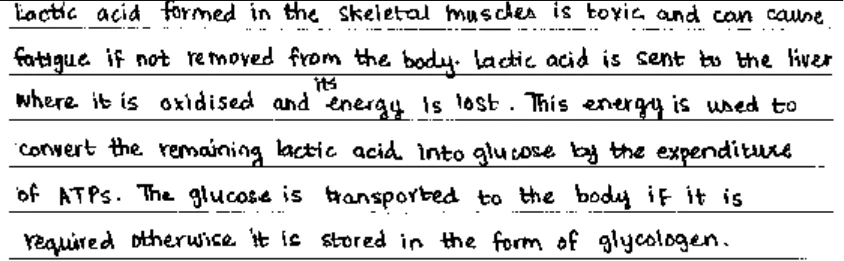 Lactic acid formed in the skeletal muscles is toxic and can cause
fatigue if not removed from the body. Lactic acid is sent to the liver
where it is oxidised and its energy is lost. This energy is used to
convert the remaining lactic acid into glucose by the expenditure
of ATPs. The glucose is transported to the body if it is
required otherwise it is stored in the form of glycologen.